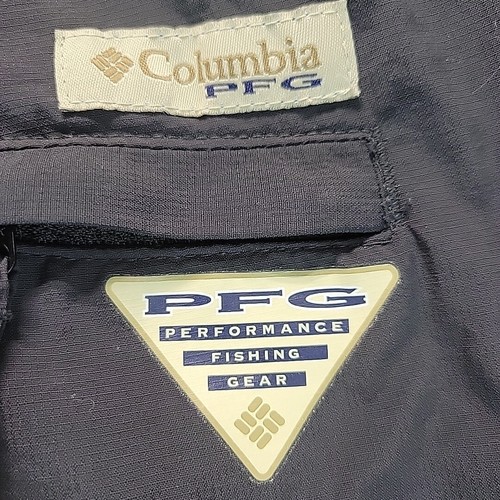 Columbia
PFG
PFG
PERFORMANCE
FISHING
GEAR